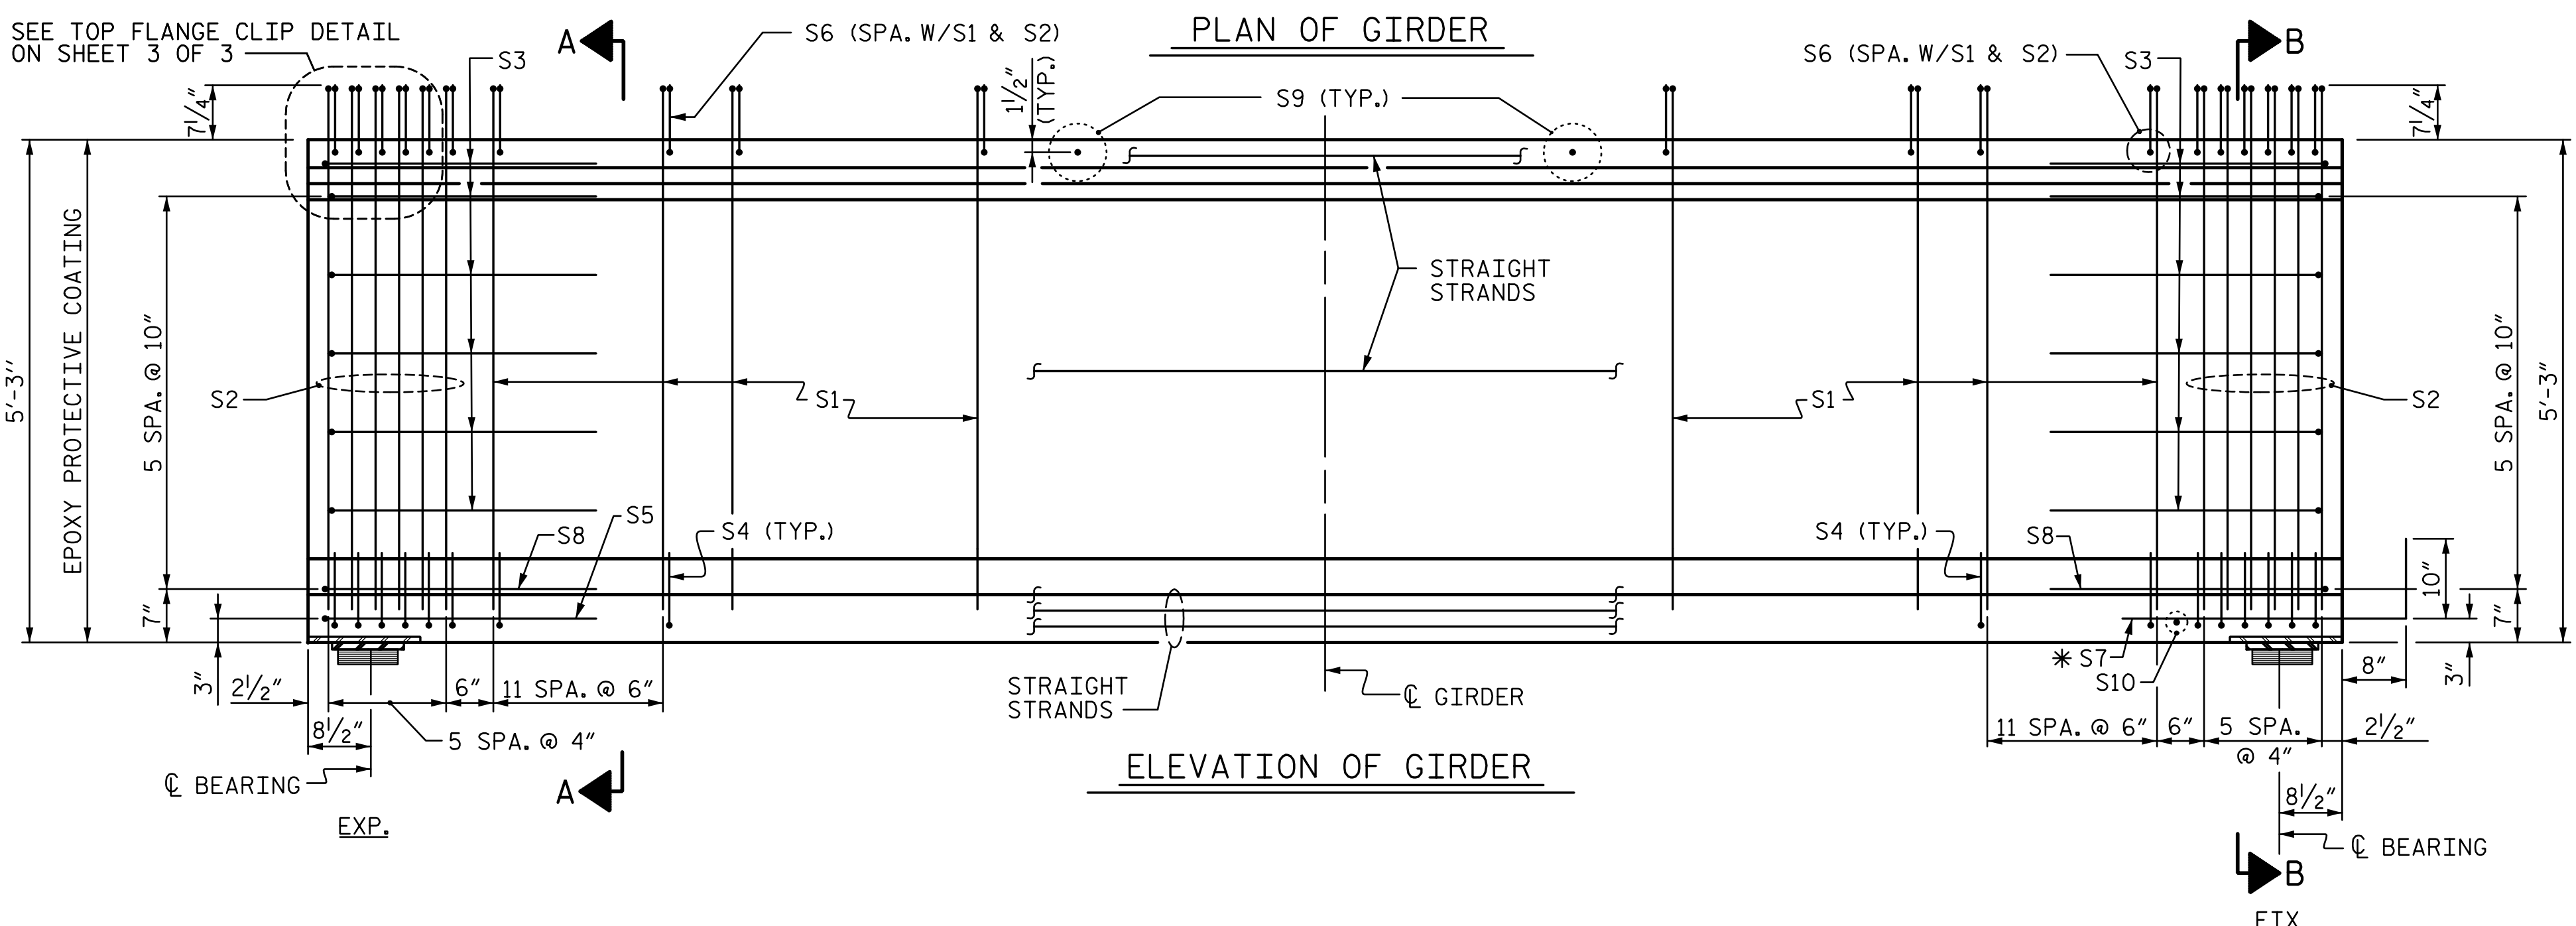 PLAN OF GIRDER
SEE TOP FLANGE CLIP DETAIL
ON SHEET 3 OF 3
A
S3
S6 (SPA. W/S1 & S2)
1½" (TYP.)
S9 (TYP.)
S6 (SPA. W/S1 & S2)
S3
B
7¼"
7¼"
5'-3"
EPOXY PROTECTIVE COATING
5 SPA. @ 10"
STRAIGHT
STRANDS
5 SPA. @ 10"
5'-3"
S2
S1
S1
S2
S8
S5
S4 (TYP.)
S4 (TYP.)
S8
10"
7"
7"
3"
2½"
6"
11 SPA. @ 6"
STRAIGHT
STRANDS
℄ GIRDER
✳ S7
S10
8"
3"
8½"
5 SPA. @ 4"
11 SPA. @ 6"
6"
5 SPA.
@ 4"
2½"
℄ BEARING
A
ELEVATION OF GIRDER
8½"
EXP.
℄ BEARING
B